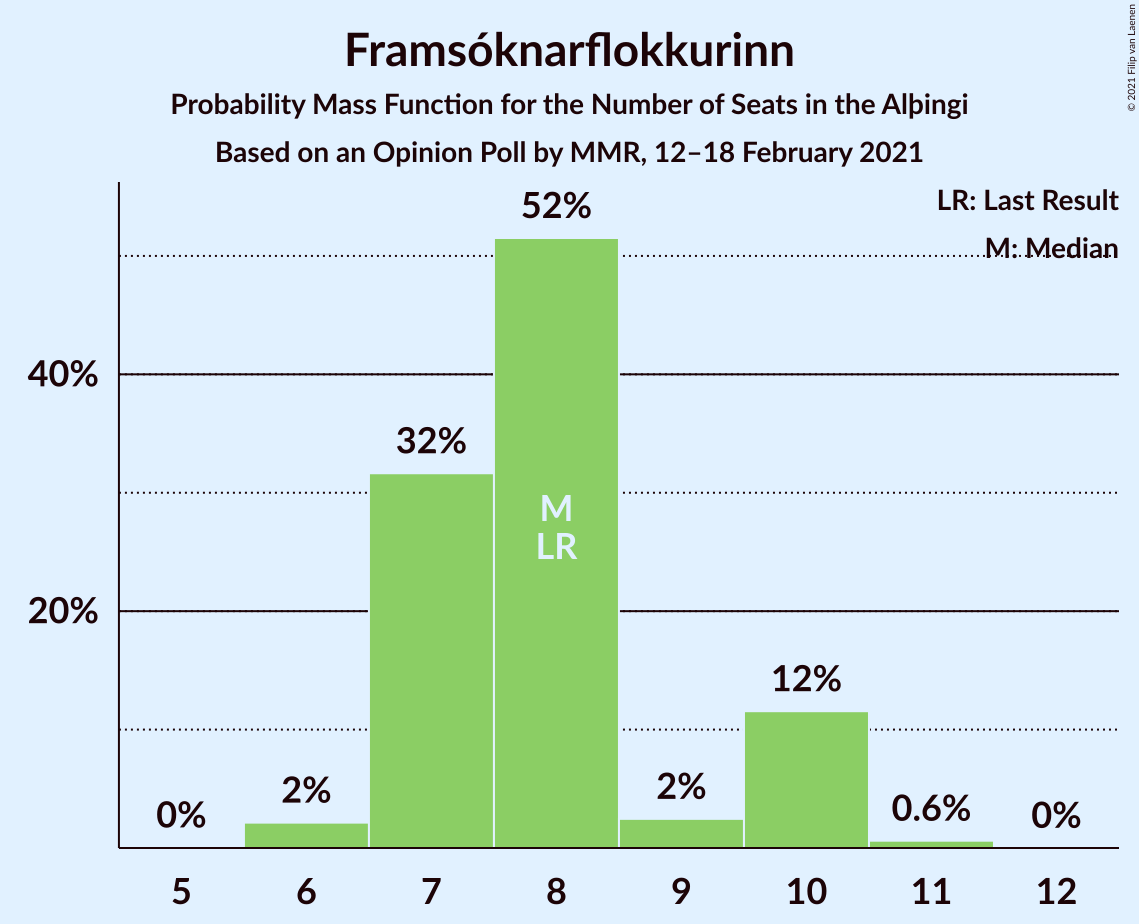 Framsóknarflokkurinn
Probability Mass Function for the Number of Seats in the Alþingi
Based on an Opinion Poll by MMR, 12–18 February 2021
© 2021 Filip van Laenen
LR: Last Result
M: Median
52%
40%
32%
M
LR
20%
12%
2%
2%
0.6%
0%
0%
5 6 7 8 9 10 11 12